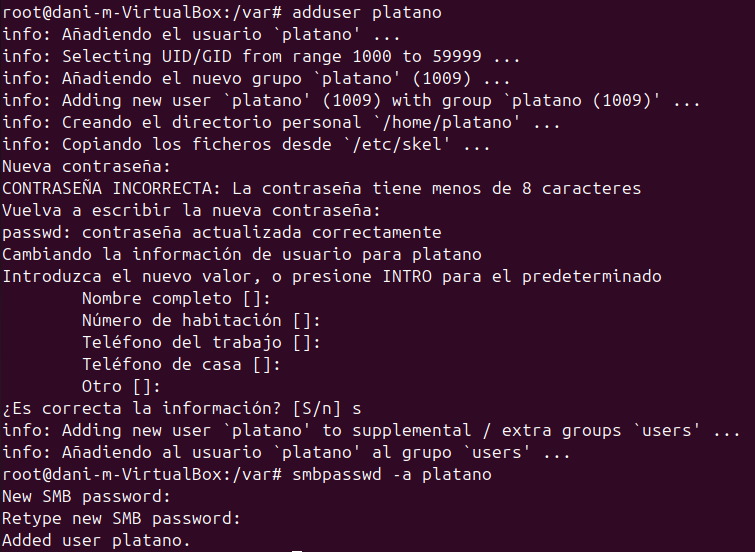 root@dani-m-VirtualBox:/var# adduser platano
info: Añadiendo el usuario `platano' ...
info: Selecting UID/GID from range 1000 to 59999 ...
info: Añadiendo el nuevo grupo `platano' (1009) ...
info: Adding new user `platano' (1009) with group `platano (1009)' ...
info: Creando el directorio personal `/home/platano' ...
info: Copiando los ficheros desde `/etc/skel' ...
Nueva contraseña:
CONTRASEÑA INCORRECTA: La contraseña tiene menos de 8 caracteres
Vuelva a escribir la nueva contraseña:
passwd: contraseña actualizada correctamente
Cambiando la información de usuario para platano
Introduzca el nuevo valor, o presione INTRO para el predeterminado
        Nombre completo []:
        Número de habitación []:
        Teléfono del trabajo []:
        Teléfono de casa []:
        Otro []:
¿Es correcta la información? [S/n] s
info: Adding new user `platano' to supplemental / extra groups `users' ...
info: Añadiendo al usuario `platano' al grupo `users' ...
root@dani-m-VirtualBox:/var# smbpasswd -a platano
New SMB password:
Retype new SMB password:
Added user platano.